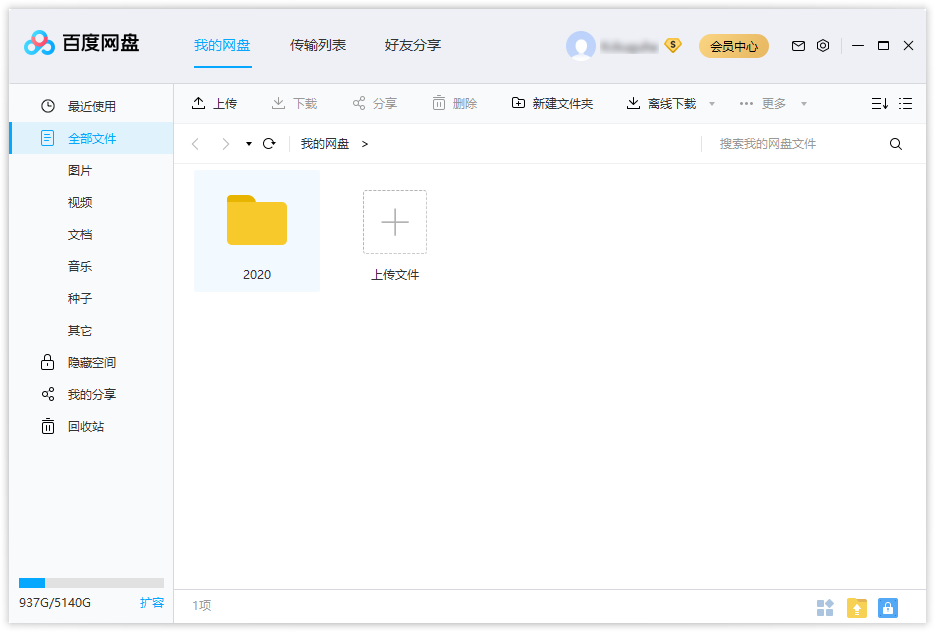 百度网盘
我的网盘 传输列表 好友分享
S 会员中心
上传 下载 分享 删除 新建文件夹 离线下载 更多
我的网盘 >
搜索我的网盘文件
最近使用
全部文件
图片
视频
文档
音乐
种子
其它
隐藏空间
我的分享
回收站
2020
上传文件
937G/5140G 扩容
1项